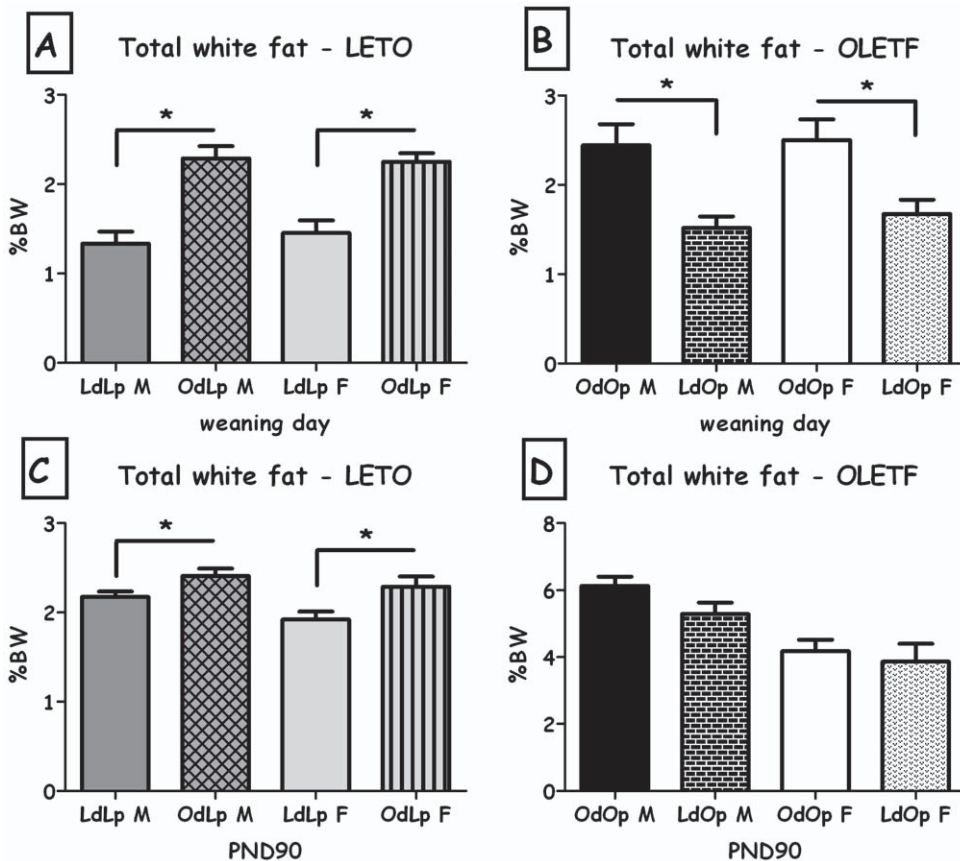 A Total white fat - LETO
3
2
1
0
%BW
*
*
LdLp M OdLp M LdLp F OdLp F
weaning day
B Total white fat - OLETF
3
2
1
0
%BW
*
*
OdOp M LdOp M OdOp F LdOp F
weaning day
C Total white fat - LETO
3
2
1
0
%BW
*
*
LdLp M OdLp M LdLp F OdLp F
PND90
D Total white fat - OLETF
8
6
4
2
0
%BW
OdOp M LdOp M OdOp F LdOp F
PND90